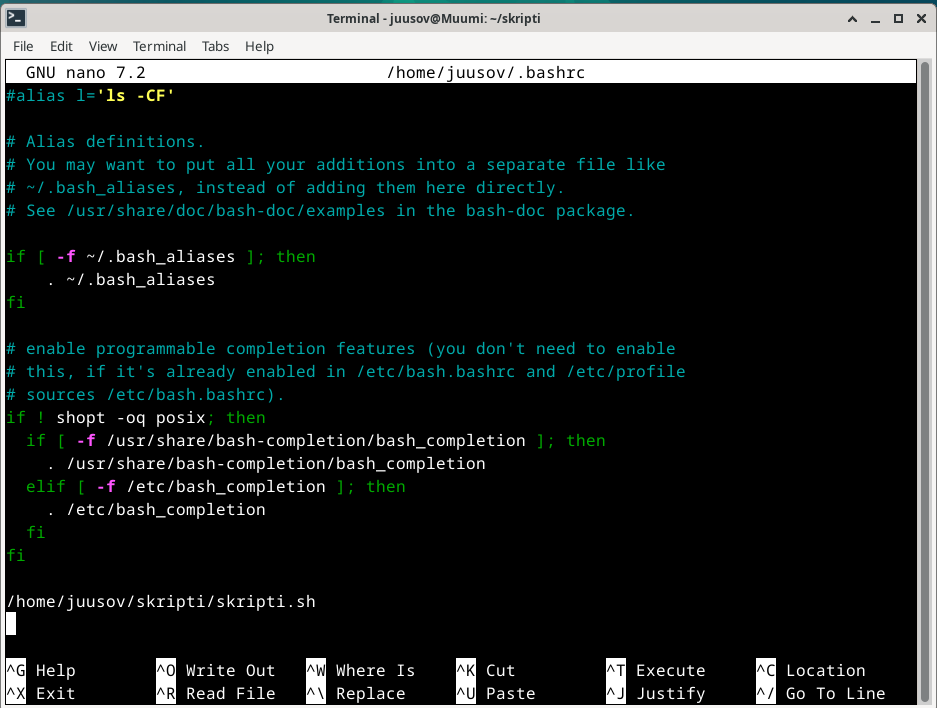 Terminal - juusov@Muumi: ~/skripti
File Edit View Terminal Tabs Help
GNU nano 7.2 /home/juusov/.bashrc
#alias l='ls -CF'
# Alias definitions.
# You may want to put all your additions into a separate file like
# ~/.bash_aliases, instead of adding them here directly.
# See /usr/share/doc/bash-doc/examples in the bash-doc package.
if [ -f ~/.bash_aliases ]; then
    . ~/.bash_aliases
fi
# enable programmable completion features (you don't need to enable
# this, if it's already enabled in /etc/bash.bashrc and /etc/profile
# sources /etc/bash.bashrc).
if ! shopt -oq posix; then
  if [ -f /usr/share/bash-completion/bash_completion ]; then
    . /usr/share/bash-completion/bash_completion
  elif [ -f /etc/bash_completion ]; then
    . /etc/bash_completion
  fi
fi
/home/juusov/skripti/skripti.sh
^G Help ^O Write Out ^W Where Is ^K Cut ^T Execute ^C Location
^X Exit ^R Read File ^\ Replace ^U Paste ^J Justify ^/ Go To Line